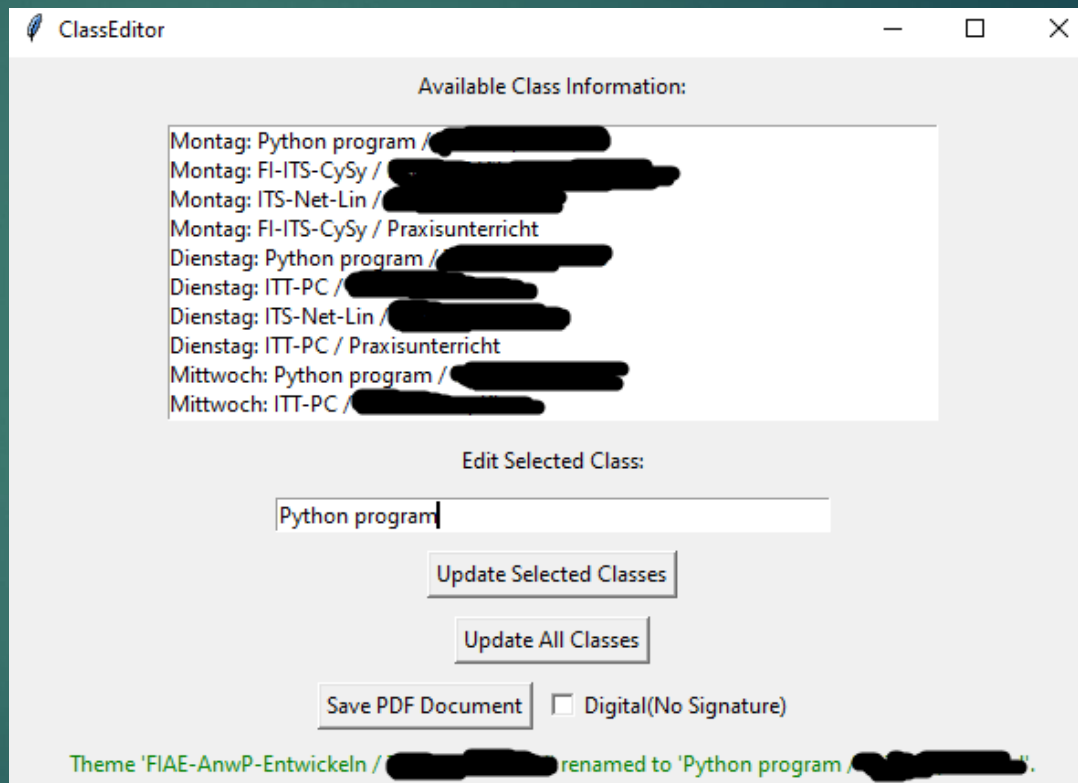 ClassEditor
Available Class Information:
Montag: Python program /
Montag: FI-ITS-CySy /
Montag: ITS-Net-Lin /
Montag: FI-ITS-CySy / Praxisunterricht
Dienstag: Python program /
Dienstag: ITT-PC /
Dienstag: ITS-Net-Lin /
Dienstag: ITT-PC / Praxisunterricht
Mittwoch: Python program /
Mittwoch: ITT-PC /
Edit Selected Class:
Python program
Update Selected Classes
Update All Classes
Save PDF Document
Digital(No Signature)
Theme 'FIAE-AnwP-Entwickeln / renamed to 'Python program / '.